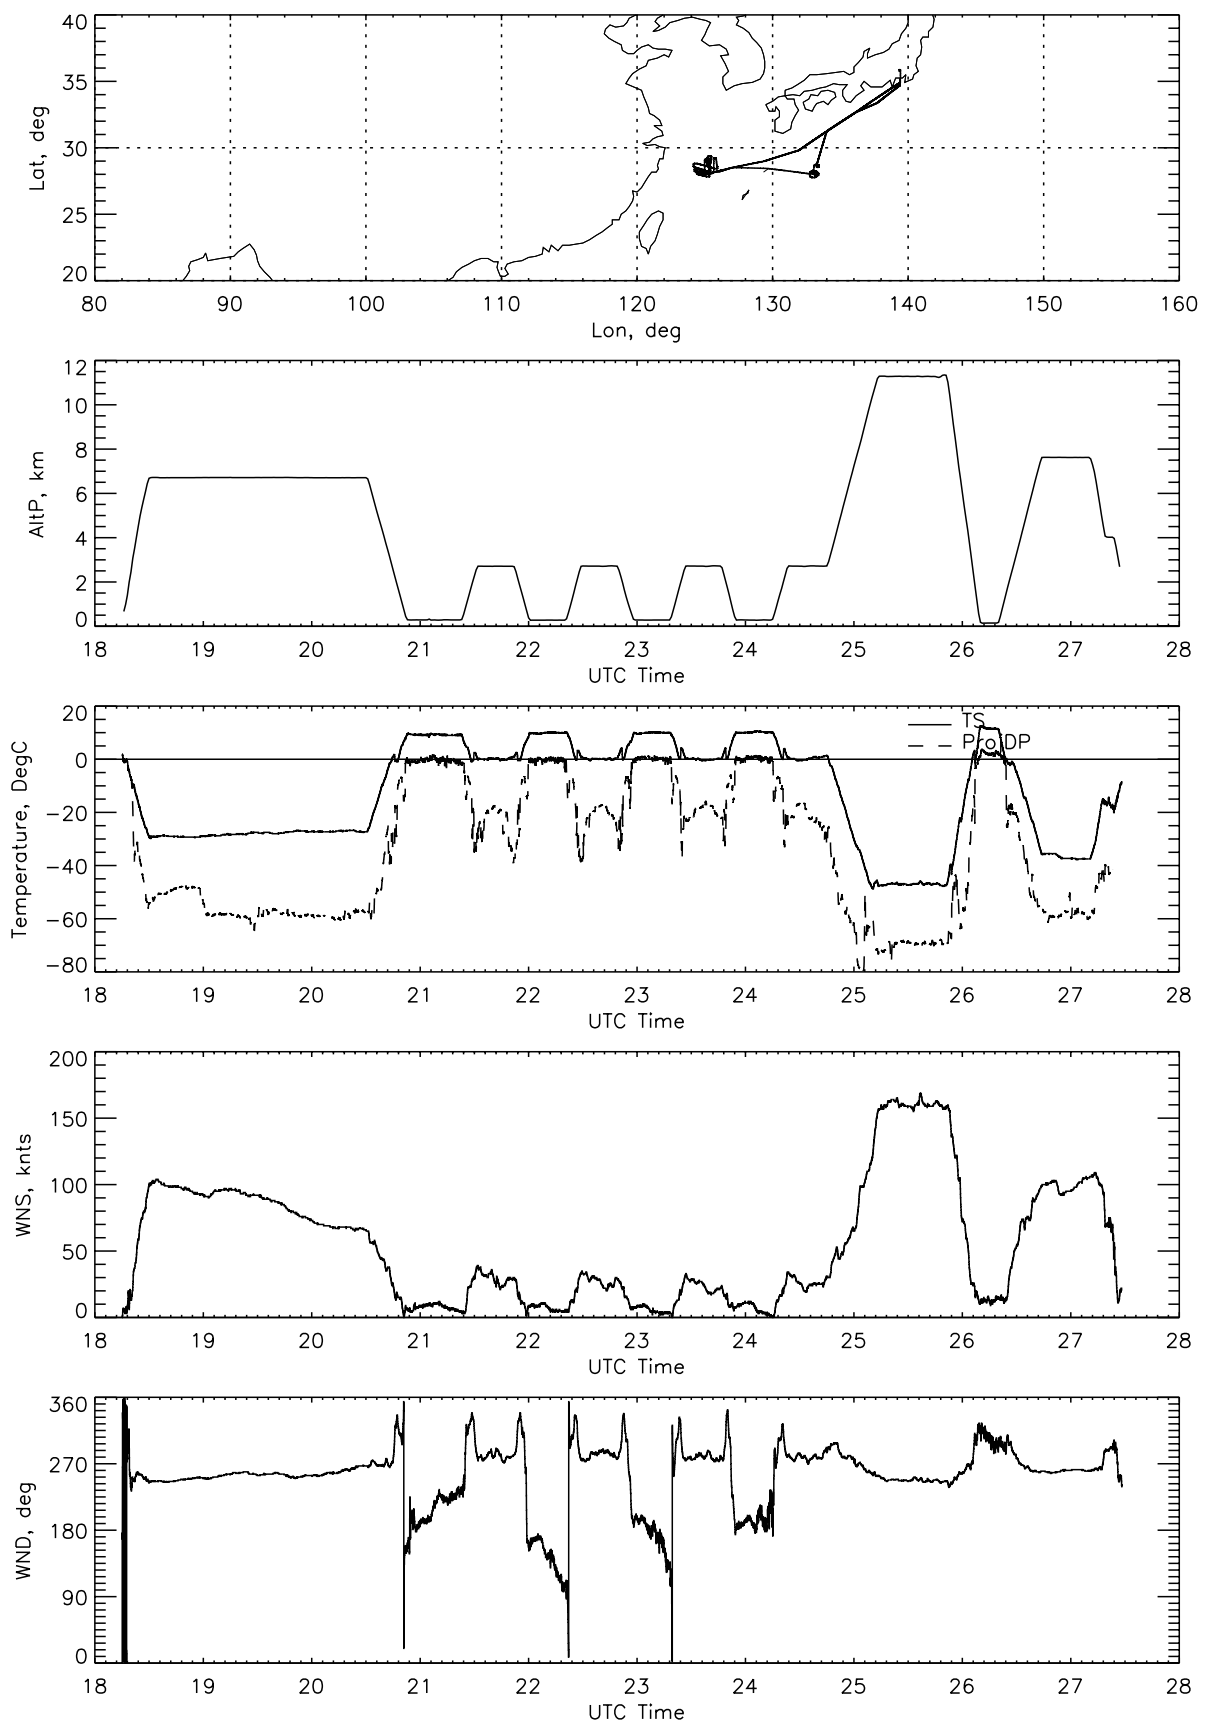 40
35
30
25
20
Lat, deg
80 90 100 110 120 130 140 150 160
Lon, deg
12
10
8
6
4
2
0
AltP, km
18 19 20 21 22 23 24 25 26 27 28
UTC Time
20
0
−20
−40
−60
−80
Temperature, DegC
TS
Pro DP
18 19 20 21 22 23 24 25 26 27 28
UTC Time
200
150
100
50
0
WNS, knts
18 19 20 21 22 23 24 25 26 27 28
UTC Time
360
270
180
90
0
WND, deg
18 19 20 21 22 23 24 25 26 27 28
UTC Time